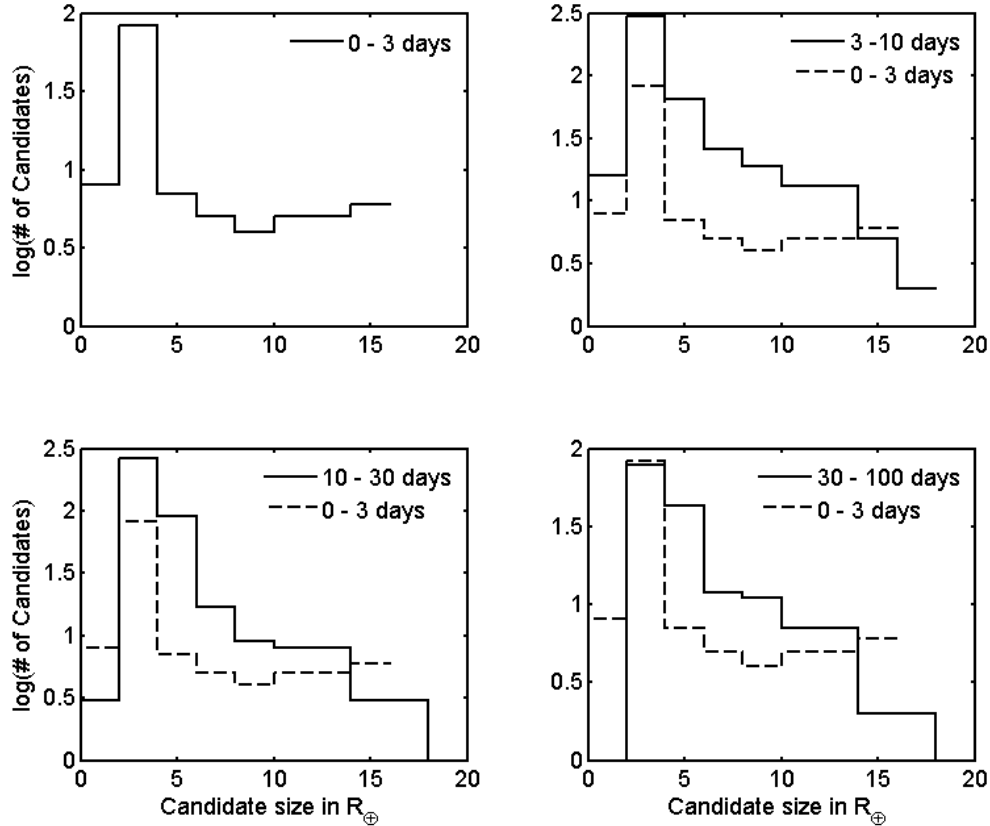 2
1.5
1
0.5
0
0 5 10 15 20
log(# of Candidates)
0 - 3 days
2.5
2
1.5
1
0.5
0
0 5 10 15 20
3 -10 days
0 - 3 days
2.5
2
1.5
1
0.5
0
0 5 10 15 20
log(# of Candidates)
Candidate size in R⊕
10 - 30 days
0 - 3 days
2
1.5
1
0.5
0
0 5 10 15 20
Candidate size in R⊕
30 - 100 days
0 - 3 days